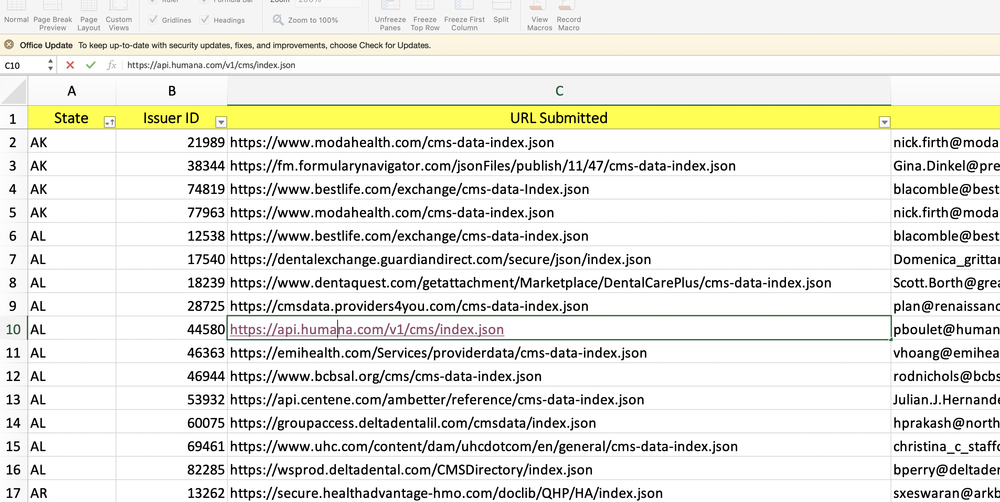 Normal Page Break Preview Page Layout Custom Views
Gridlines Headings
Zoom to 100%
Unfreeze Panes Freeze Top Row Freeze First Column Split
View Macros Record Macro
Office Update To keep up-to-date with security updates, fixes, and improvements, choose Check for Updates.
C10 fx https://api.humana.com/v1/cms/index.json
A B C
1 State Issuer ID URL Submitted
2 AK 21989 https://www.modahealth.com/cms-data-index.json nick.firth@moda
3 AK 38344 https://fm.formularynavigator.com/jsonFiles/publish/11/47/cms-data-index.json Gina.Dinkel@pre
4 AK 74819 https://www.bestlife.com/exchange/cms-data-Index.json blacomble@best
5 AK 77963 https://www.modahealth.com/cms-data-index.json nick.firth@moda
6 AL 12538 https://www.bestlife.com/exchange/cms-data-index.json blacomble@best
7 AL 17540 https://dentalexchange.guardiandirect.com/secure/json/index.json Domenica_grittar
8 AL 18239 https://www.dentaquest.com/getattachment/Marketplace/DentalCarePlus/cms-data-index.json Scott.Borth@grea
9 AL 28725 https://cmsdata.providers4you.com/cms-data-index.json plan@renaissanc
10 AL 44580 https://api.humana.com/v1/cms/index.json pboulet@human
11 AL 46363 https://emihealth.com/Services/providerdata/cms-data-index.json vhoang@emihea
12 AL 46944 https://www.bcbsal.org/cms/cms-data-index.json rodnichols@bcbs
13 AL 53932 https://api.centene.com/ambetter/reference/cms-data-index.json Julian.J.Hernande
14 AL 60075 https://groupaccess.deltadentalil.com/cmsdata/index.json hprakash@north
15 AL 69461 https://www.uhc.com/content/dam/uhcdotcom/en/general/cms-data-index.json christina_c_staffo
16 AL 82285 https://wsprod.deltadental.com/CMSDirectory/index.json bperry@deltaden
17 AR 13262 https://secure.healthadvantage-hmo.com/doclib/QHP/HA/index.json sxeswaran@arkb